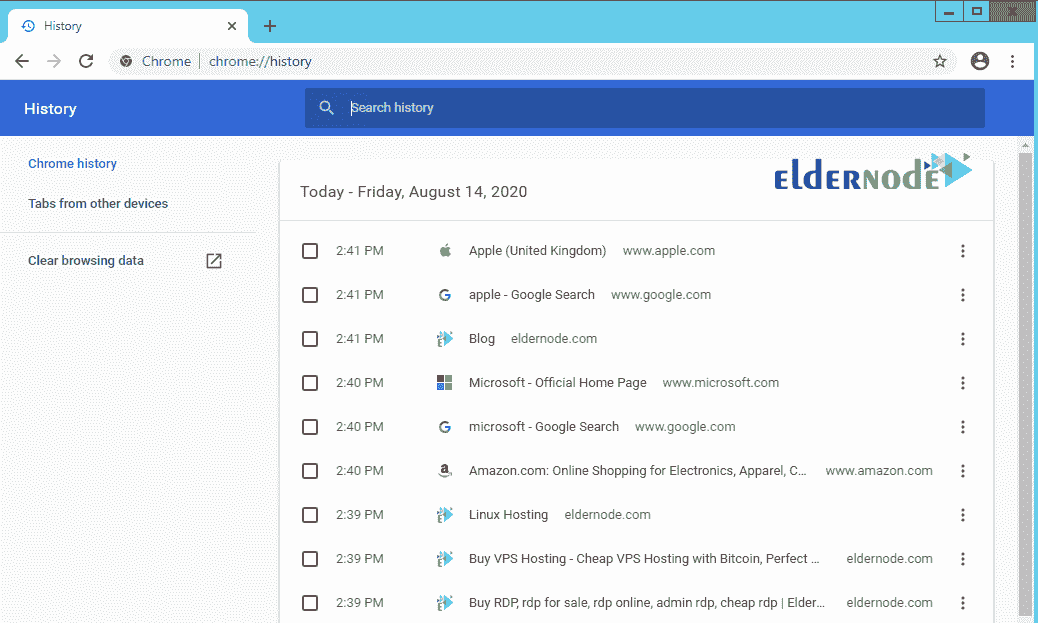 History
Chrome chrome://history
History Search history
Chrome history
Tabs from other devices
Clear browsing data
ELDERNODE
Today - Friday, August 14, 2020
2:41 PM Apple (United Kingdom) www.apple.com
2:41 PM apple - Google Search www.google.com
2:41 PM Blog eldernode.com
2:40 PM Microsoft - Official Home Page www.microsoft.com
2:40 PM microsoft - Google Search www.google.com
2:40 PM Amazon.com: Online Shopping for Electronics, Apparel, C... www.amazon.com
2:39 PM Linux Hosting eldernode.com
2:39 PM Buy VPS Hosting - Cheap VPS Hosting with Bitcoin, Perfect ... eldernode.com
2:39 PM Buy RDP, rdp for sale, rdp online, admin rdp, cheap rdp | Elder... eldernode.com